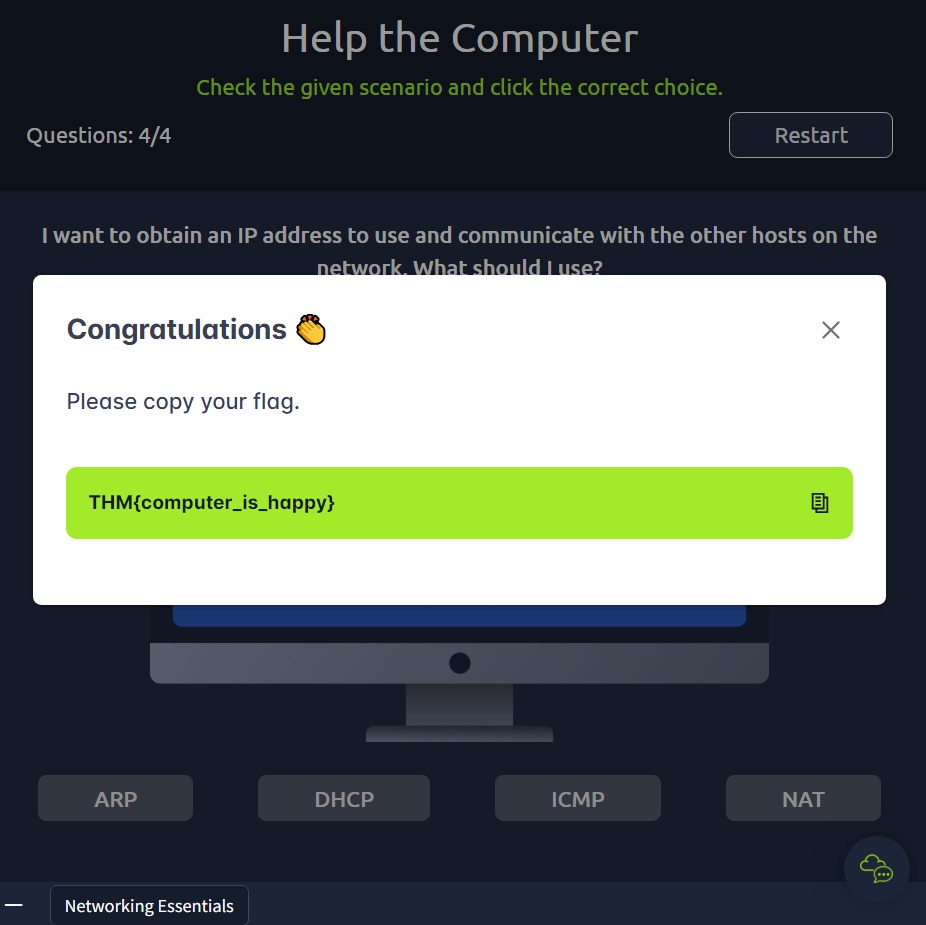 Help the Computer
Check the given scenario and click the correct choice.
Questions: 4/4
Restart
I want to obtain an IP address to use and communicate with the other hosts on the
network. What should I use?
Congratulations 👏
Please copy your flag.
THM{computer_is_happy}
ARP
DHCP
ICMP
NAT
Networking Essentials